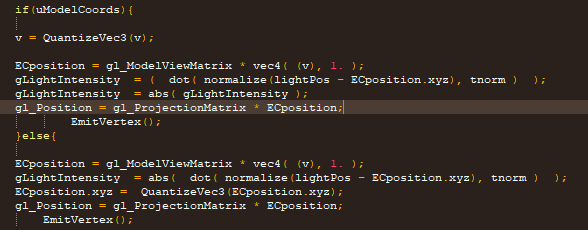 if(uModelCoords){
v = QuantizeVec3(v);
ECposition = gl_ModelViewMatrix * vec4( (v), 1. );
gLightIntensity  = (  dot( normalize(lightPos - ECposition.xyz), tnorm )  );
gLightIntensity = abs( gLightIntensity );
gl_Position = gl_ProjectionMatrix * ECposition;
EmitVertex();
}else{
ECposition = gl_ModelViewMatrix * vec4( (v), 1. );
gLightIntensity  = abs(  dot( normalize(lightPos - ECposition.xyz), tnorm )  );
ECposition.xyz =  QuantizeVec3(ECposition.xyz);
gl_Position = gl_ProjectionMatrix * ECposition;
EmitVertex();